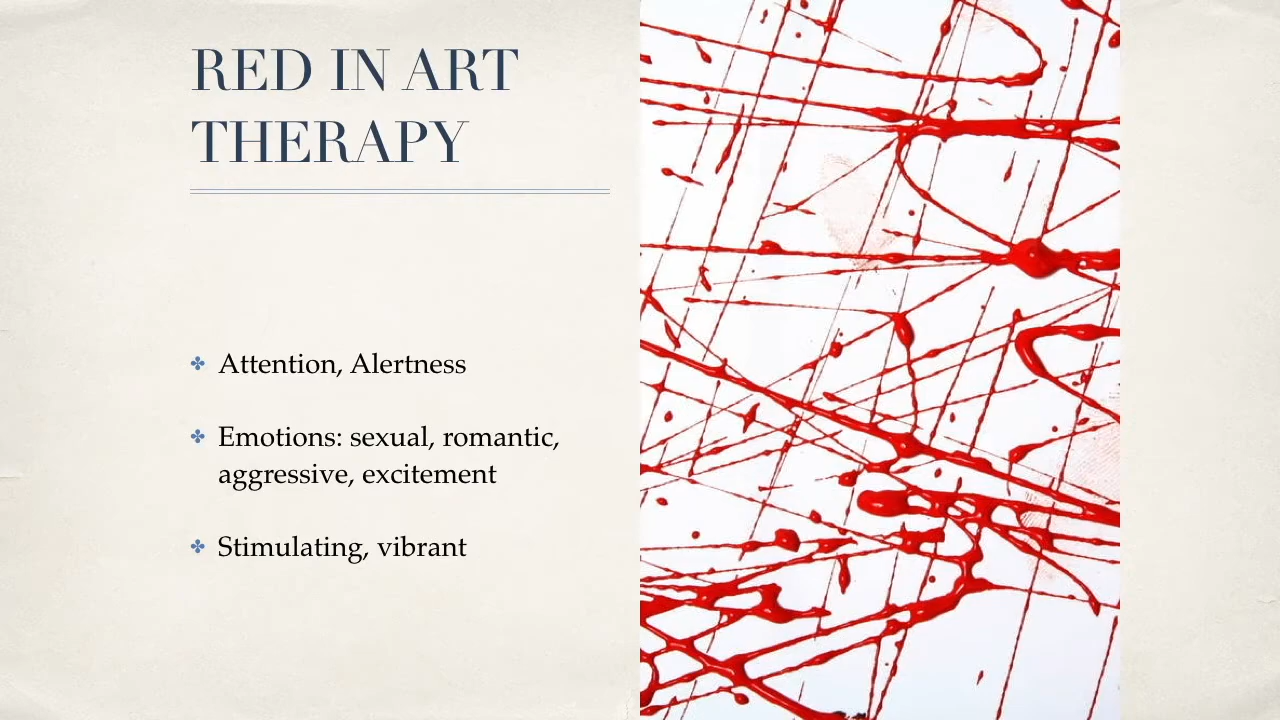 RED IN ART
THERAPY
Attention, Alertness
Emotions: sexual, romantic,
aggressive, excitement
Stimulating, vibrant